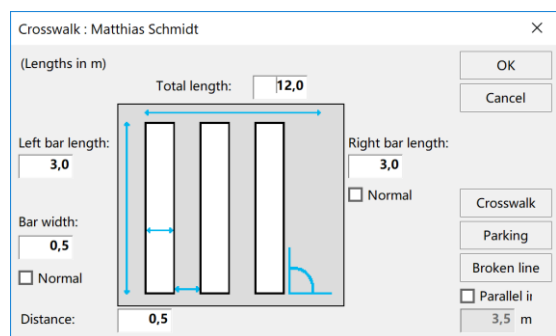 Crosswalk : Matthias Schmidt
(Lengths in m)
OK
Total length: 12,0
Cancel
Left bar length:
Right bar length:
3,0
3,0
Normal
Crosswalk
Bar width:
Parking
0,5
Broken line
Normal
Parallel
Distance: 0,5
3,5 m